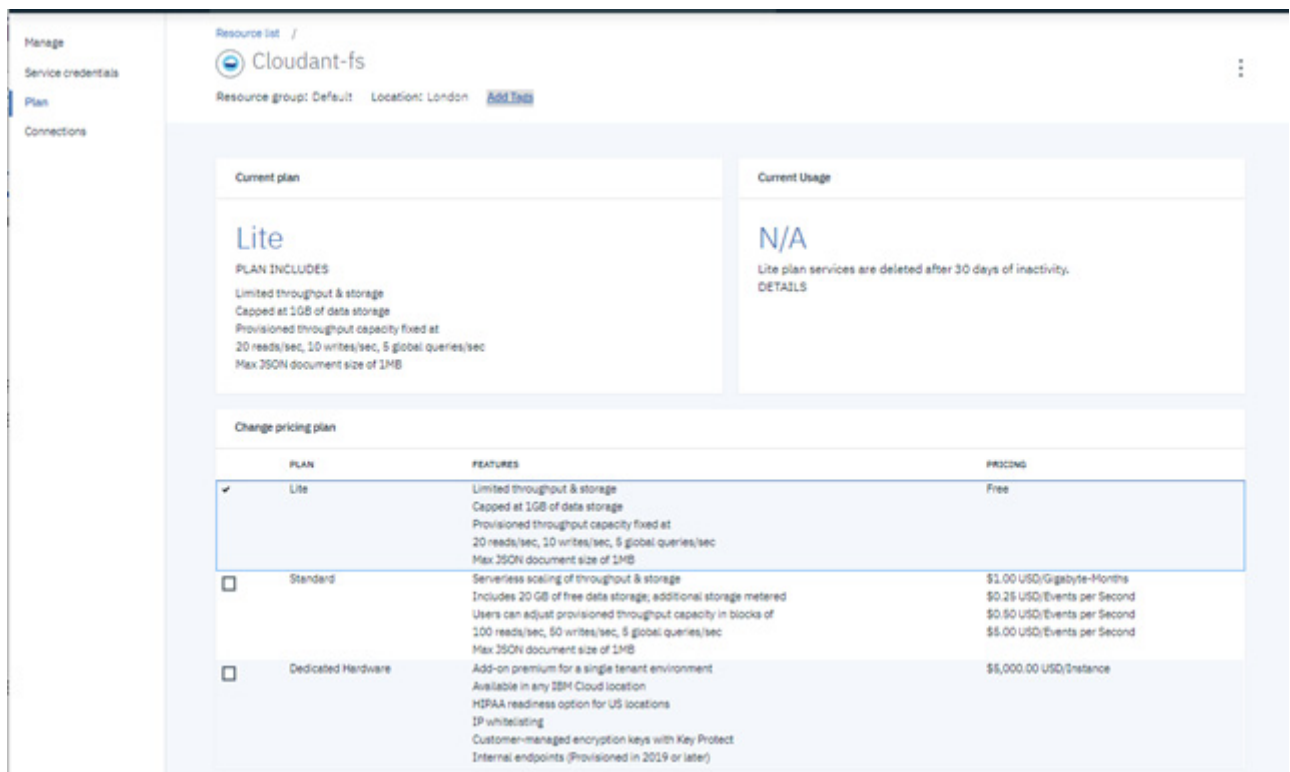 Manage
Service credentials
Plan
Connections
Resource list /
Cloudant-fs
Resource group: Default Location: London Add Tags
Current plan
Lite
PLAN INCLUDES
Limited throughput & storage
Capped at 1GB of data storage
Provisioned throughput capacity fixed at
20 reads/sec, 10 writes/sec, 5 global queries/sec
Max JSON document size of 1MB
Current Usage
N/A
Lite plan services are deleted after 30 days of inactivity.
DETAILS
Change pricing plan
PLAN FEATURES PRICING
Lite Limited throughput & storage Free
Capped at 1GB of data storage
Provisioned throughput capacity fixed at
20 reads/sec, 10 writes/sec, 5 global queries/sec
Max JSON document size of 1MB
Standard Serverless scaling of throughput & storage $1.00 USD/Gigabyte-Months
Includes 20 GB of free data storage; additional storage metered $0.25 USD/Events per Second
Users can adjust provisioned throughput capacity in blocks of $0.50 USD/Events per Second
100 reads/sec, 50 writes/sec, 5 global queries/sec $5.00 USD/Events per Second
Max JSON document size of 1MB
Dedicated Hardware Add-on premium for a single tenant environment $5,000.00 USD/Instance
Available in any IBM Cloud location
HIPAA readiness option for US locations
IP whitelisting
Customer-managed encryption keys with Key Protect
Internal endpoints (Provisioned in 2019 or later)